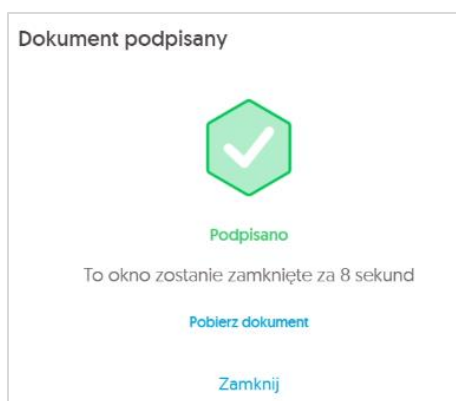 Dokument podpisany
Podpisano
To okno zostanie zamknięte za 8 sekund
Pobierz dokument
Zamknij